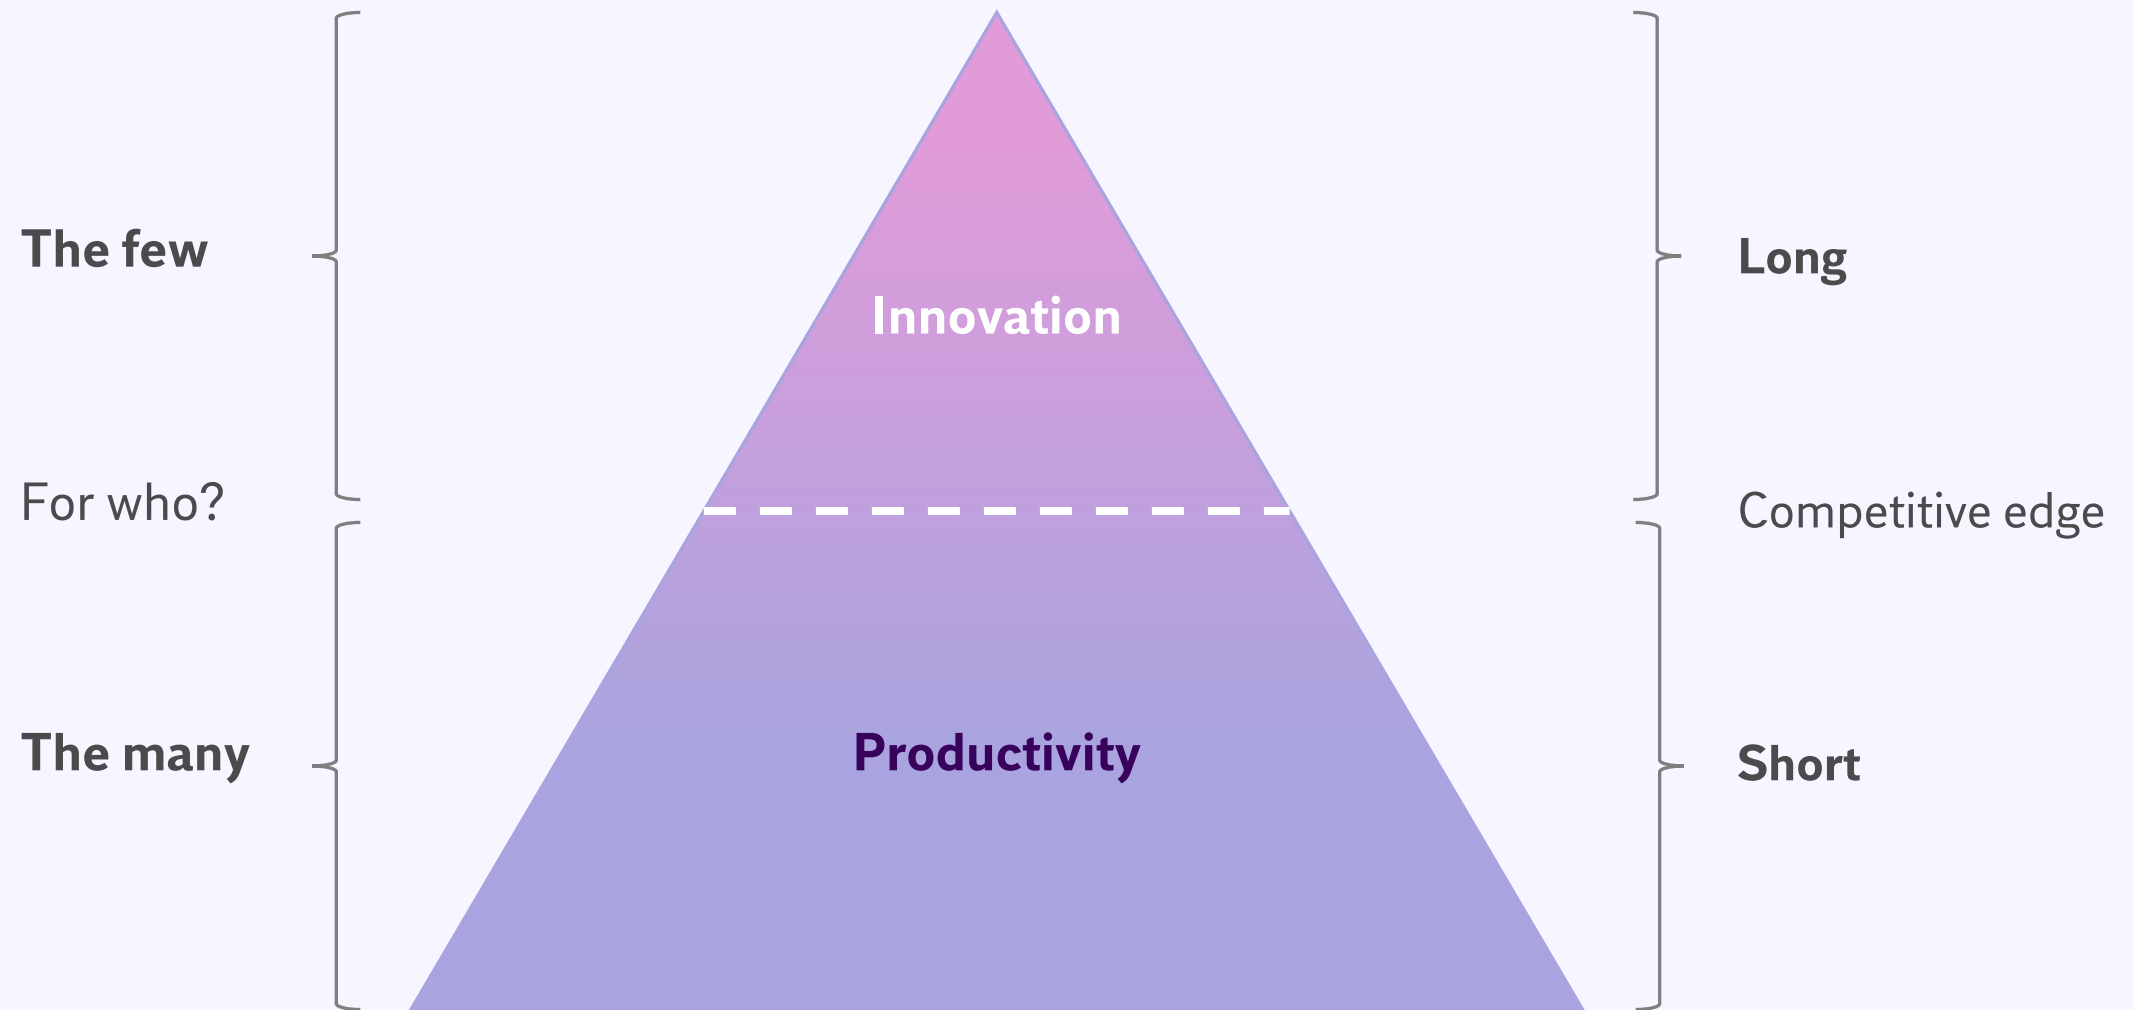 The few
Long
Innovation
For who?
Competitive edge
The many
Productivity
Short